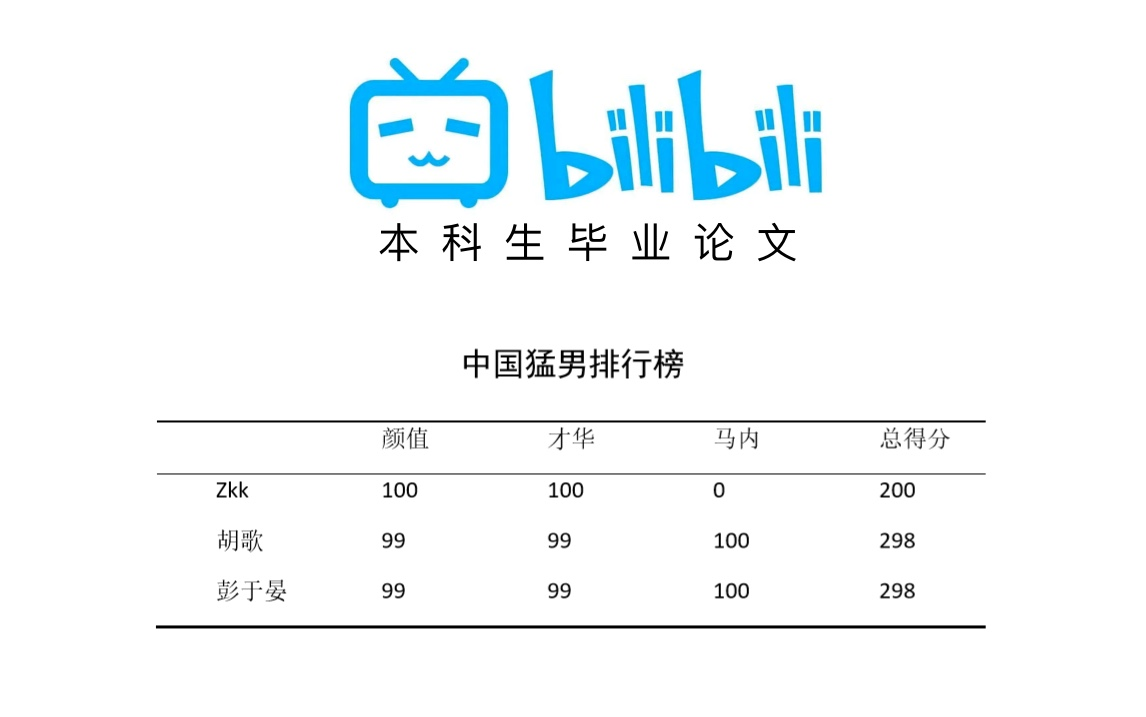 bilibili
本科生毕业论文
中国猛男排行榜
颜值 才华 马内 总得分
Zkk 100 100 0 200
胡歌 99 99 100 298
彭于晏 99 99 100 298